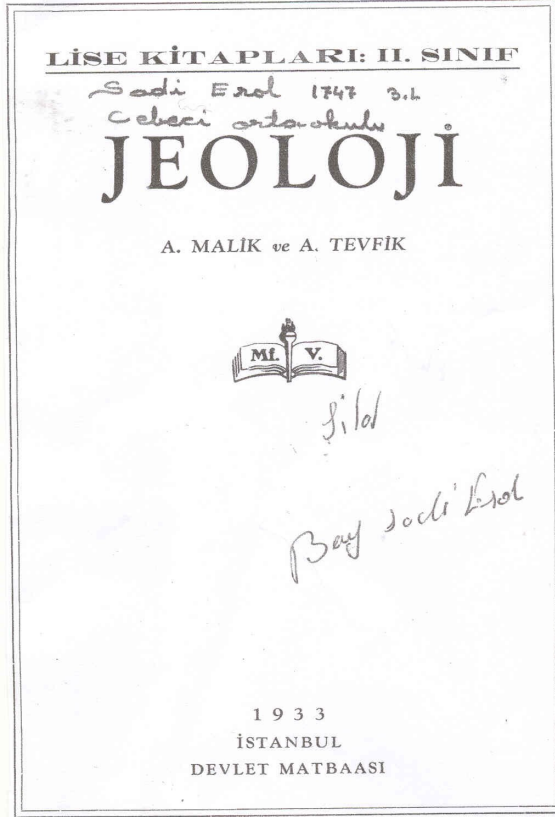 LİSE KİTAPLARI: II. SINIF
Sadi Erol 1747 3.L
Cebeci ortaokulu
JEOLOJİ
A. MALİK ve A. TEVFİK
Mf. V.
Bay Sadi Erol
1933
İSTANBUL
DEVLET MATBAASI